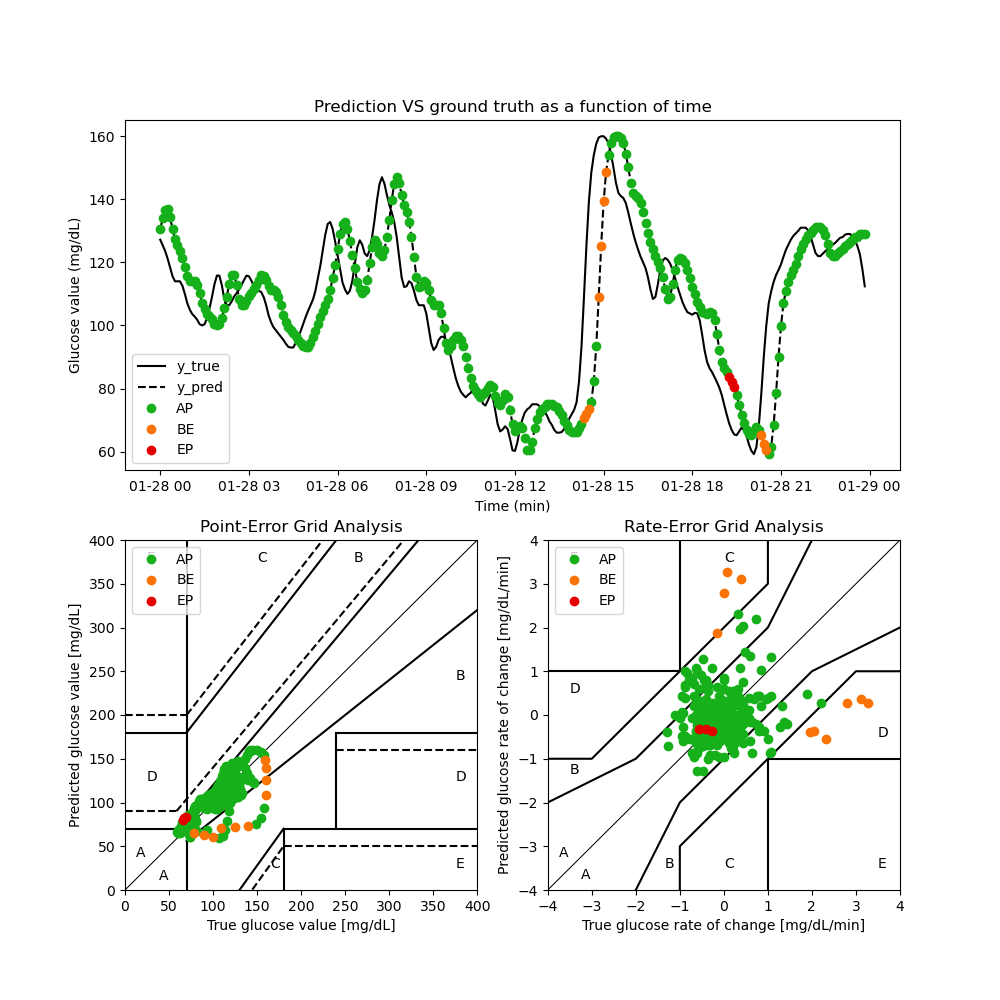 Prediction VS ground truth as a function of time
Glucose value (mg/dL)
160
140
120
100
80
60
y_true
y_pred
AP
BE
EP
01-28 00 01-28 03 01-28 06 01-28 09 01-28 12 01-28 15 01-28 18 01-28 21 01-29 00
Time (min)
Point-Error Grid Analysis
Predicted glucose value [mg/dL]
400
350
300
250
200
150
100
50
0
AP
BE
EP
C
B
B
D
D
A
A
C
E
0 50 100 150 200 250 300 350 400
True glucose value [mg/dL]
Rate-Error Grid Analysis
Predicted glucose rate of change [mg/dL/min]
4
3
2
1
0
−1
−2
−3
−4
AP
BE
EP
C
D
D
B
A
A
B
C
E
−4 −3 −2 −1 0 1 2 3 4
True glucose rate of change [mg/dL/min]